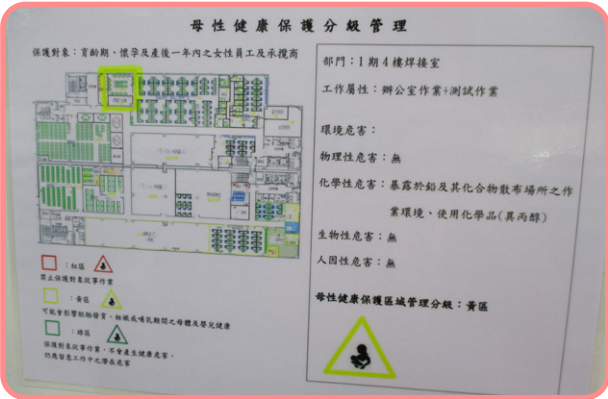 母性健康保護分級管理
保護對象：育齡期、懷孕及產後一年內之女性員工及承攬商
：紅區
禁止保護對象從事作業
：黃區
可能會影響胚胎發育、妊娠或哺乳期間之母體及嬰兒健康
：綠區
保護對象從事作業，不會產生健康危害，
仍應留意工作中之潛在危害
部門：1期4樓焊接室
工作屬性：辦公室作業+測試作業
環境危害：
物理性危害：無
化學性危害：暴露於鉛及其化合物散布場所之作
業環境、使用化學品(異丙醇)
生物性危害：無
人因性危害：無
母性健康保護區域管理分級：黃區